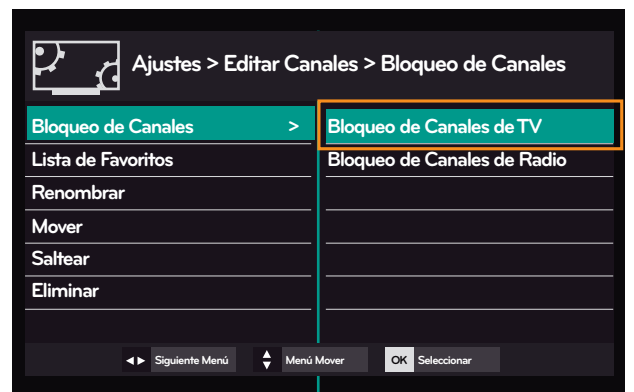 Ajustes > Editar Canales > Bloqueo de Canales
Bloqueo de Canales >
Bloqueo de Canales de TV
Lista de Favoritos
Bloqueo de Canales de Radio
Renombrar
Mover
Saltear
Eliminar
Siguiente Menú Menú Mover OK Seleccionar